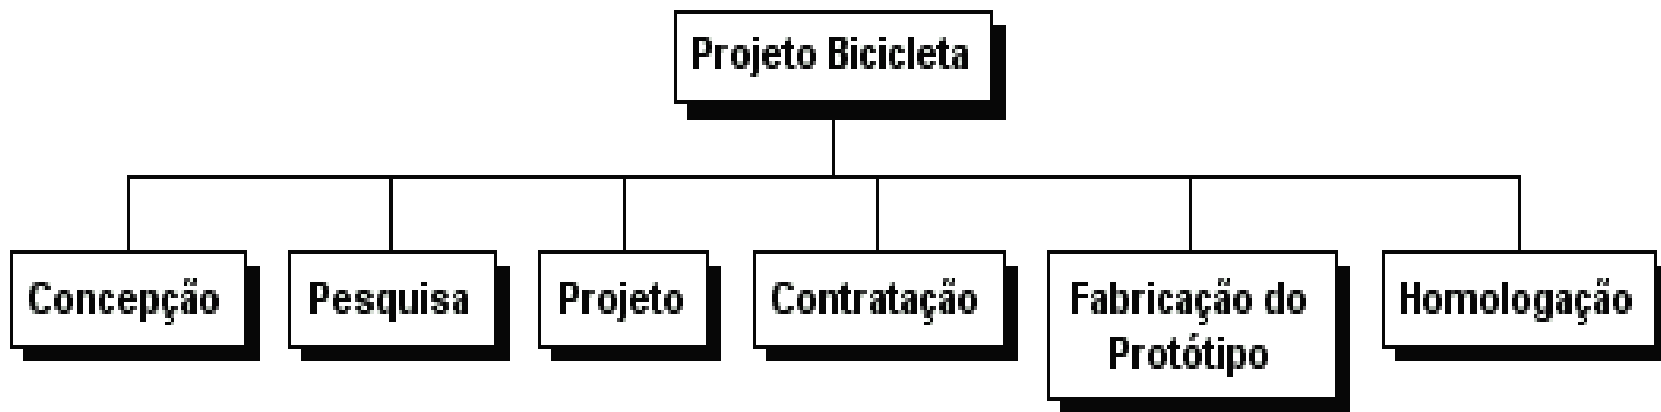 Projeto Bicicleta
Concepção
Pesquisa
Projeto
Contratação
Fabricação do
Protótipo
Homologação